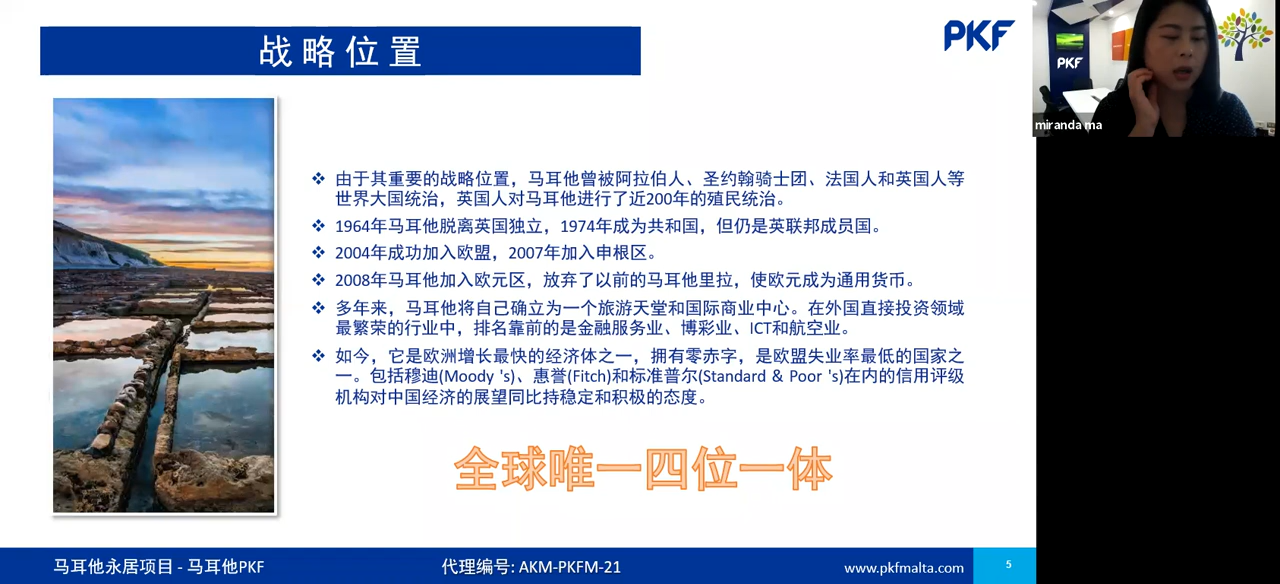 战略位置
PKF
PKF
miranda ma
❖ 由于其重要的战略位置，马耳他曾被阿拉伯人、圣约翰骑士团、法国人和英国人等
世界大国统治，英国人对马耳他进行了近200年的殖民统治。
❖ 1964年马耳他脱离英国独立，1974年成为共和国，但仍是英联邦成员国。
❖ 2004年成功加入欧盟，2007年加入申根区。
❖ 2008年马耳他加入欧元区，放弃了以前的马耳他里拉，使欧元成为通用货币。
❖ 多年来，马耳他将自己确立为一个旅游天堂和国际商业中心。在外国直接投资领域
最繁荣的行业中，排名靠前的是金融服务业、博彩业、ICT和航空业。
❖ 如今，它是欧洲增长最快的经济体之一，拥有零赤字，是欧盟失业率最低的国家之
一。包括穆迪(Moody 's)、惠誉(Fitch)和标准普尔(Standard & Poor 's)在内的信用评级
机构对中国经济的展望同比持稳定和积极的态度。
全球唯一四位一体
马耳他永居项目 - 马耳他PKF
代理编号: AKM-PKFM-21
www.pkfmalta.com
5